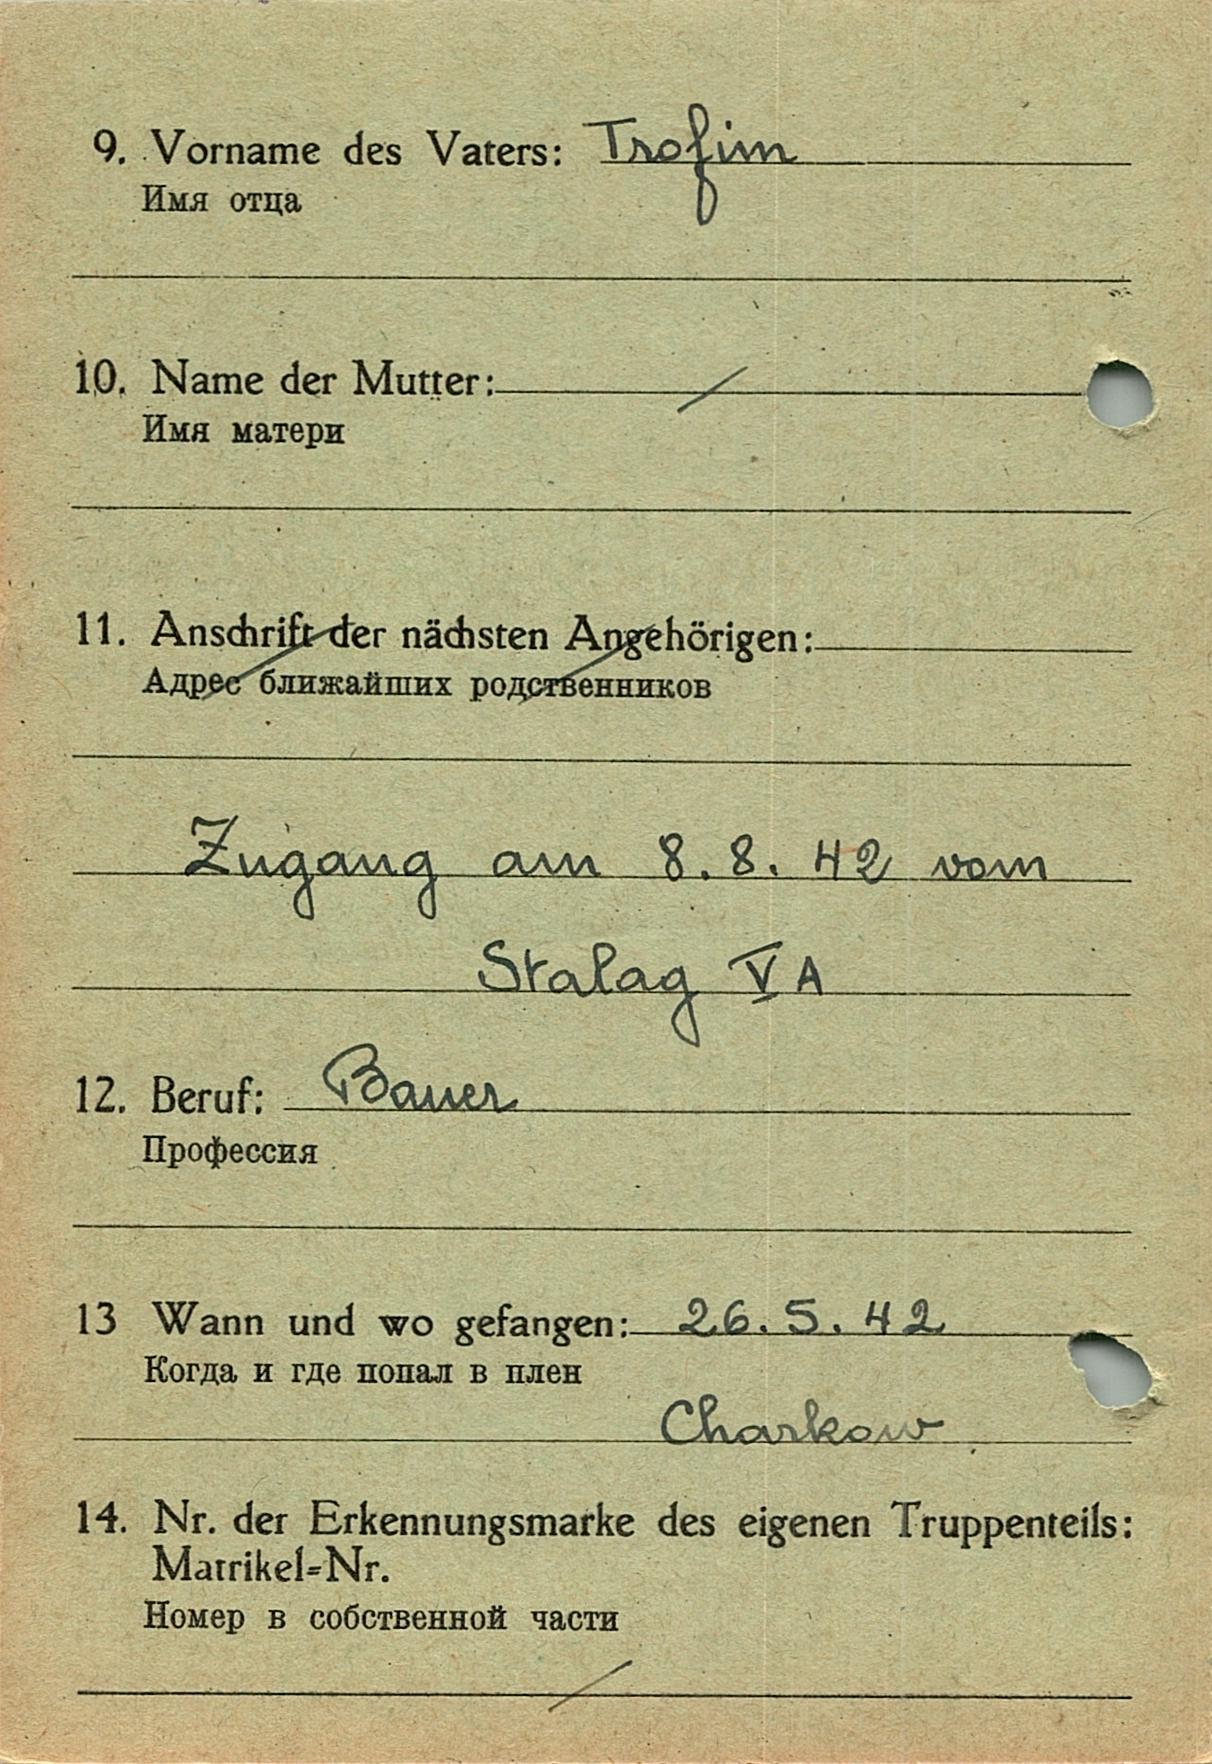 9. Vorname des Vaters: Trofim
Имя отца
10. Name der Mutter: /
Имя матери
11. Anschrift der nächsten Angehörigen:
Адрес ближайших родственников
Zugang am 8.8.42 vom
Stalag V A
12. Beruf: Bauer
Профессия
13 Wann und wo gefangen: 26.5.42
Когда и где попал в плен
Charkow
14. Nr. der Erkennungsmarke des eigenen Truppenteils:
Matrikel=Nr.
Номер в собственной части
/